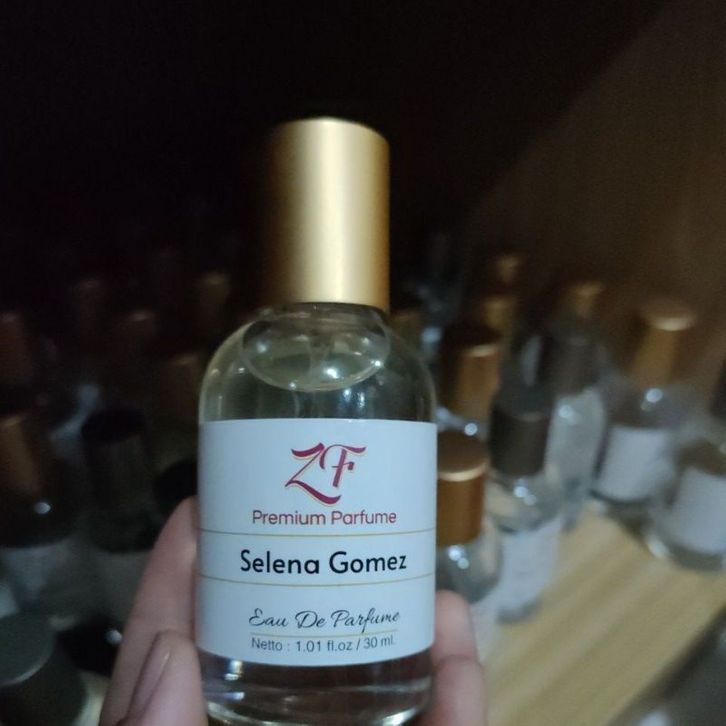 ZF
Premium Parfume
Selena Gomez
Eau De Parfume
Netto : 1.01 fl.oz / 30 ml.